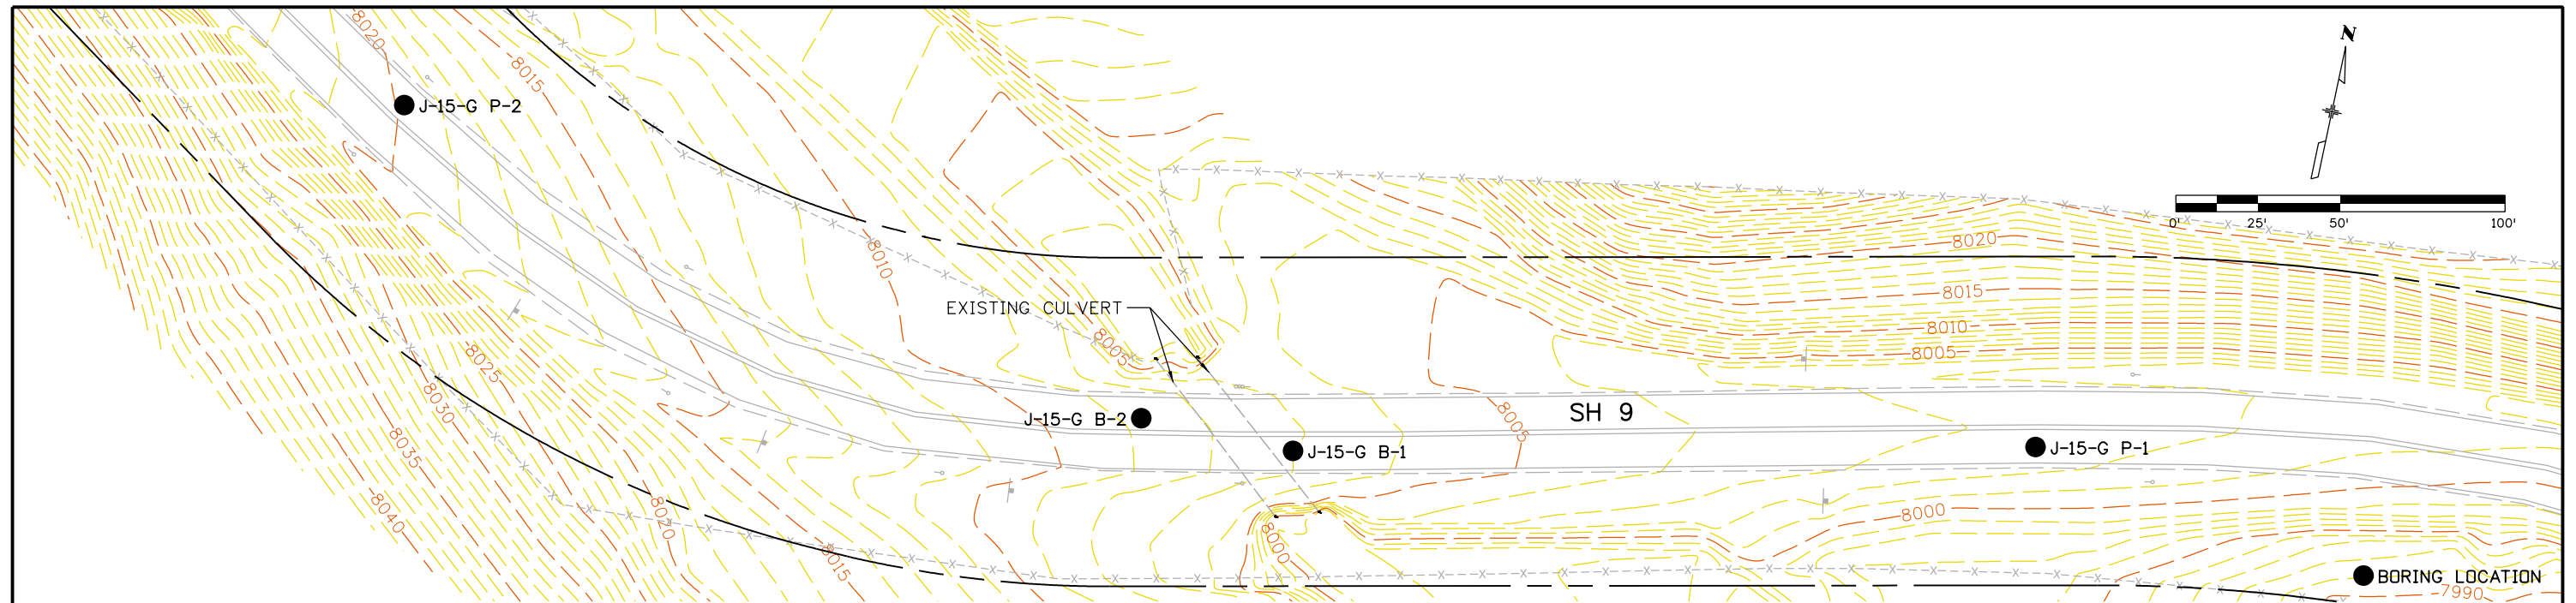 8020
8015
N
J-15-G P-2
0' 25' 50' 100'
8010
8020
8015
EXISTING CULVERT
8010
8005
8005
8025
8030
8005
SH 9
J-15-G B-2
J-15-G B-1
J-15-G P-1
8035
8040
8020
8015
8000
8000
BORING LOCATION
7990